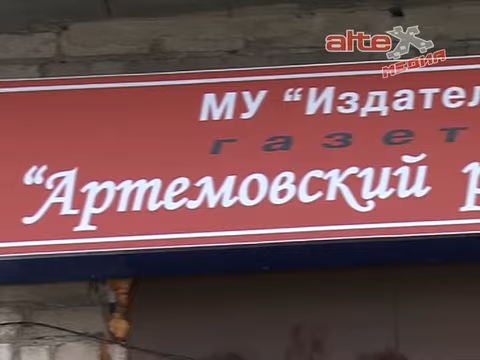 alteX
МЕДИА
МУ "Издател
газет
"Артемовский р